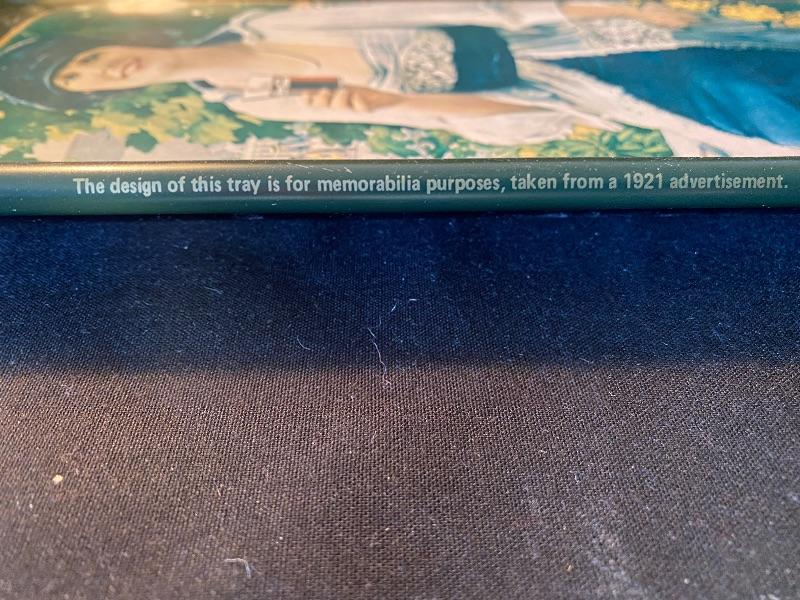 The design of this tray is for memorabilia purposes, taken from a 1921 advertisement.